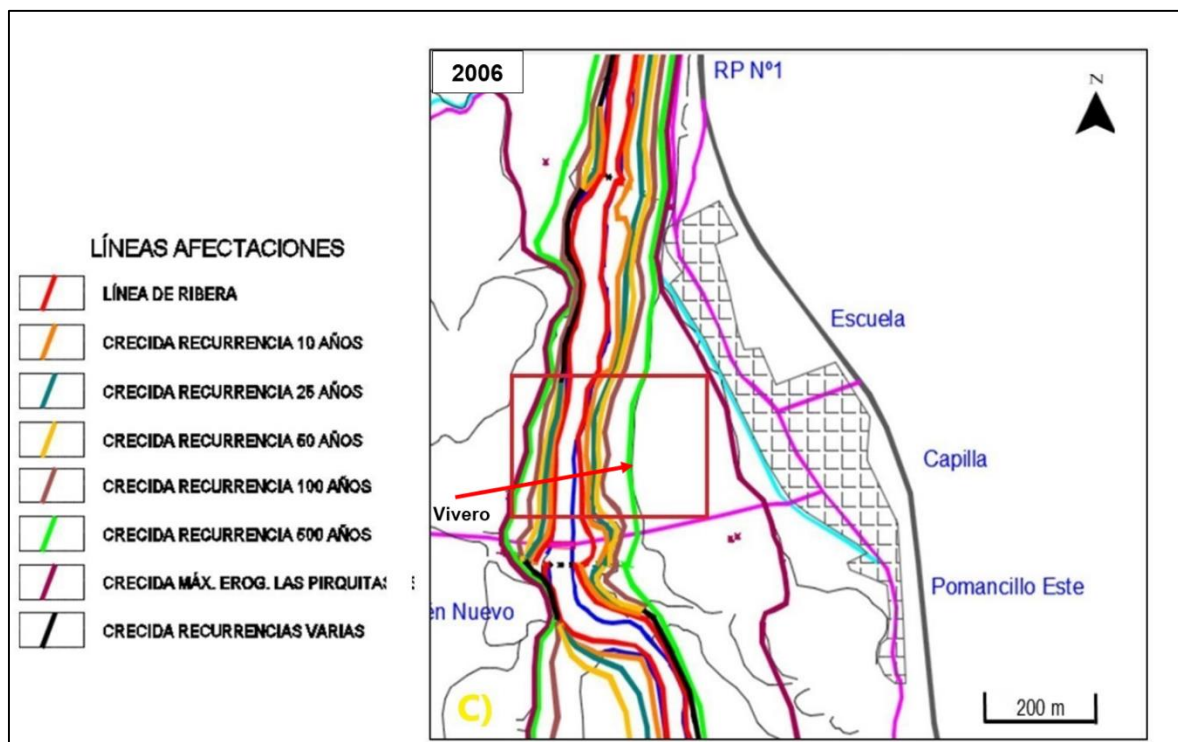 2006
RP Nº1
N
LÍNEAS AFECTACIONES
LÍNEA DE RIBERA
CRECIDA RECURRENCIA 10 AÑOS
CRECIDA RECURRENCIA 25 AÑOS
CRECIDA RECURRENCIA 50 AÑOS
CRECIDA RECURRENCIA 100 AÑOS
CRECIDA RECURRENCIA 500 AÑOS
CRECIDA MÁX. EROG. LAS PIRQUITAS
CRECIDA RECURRENCIAS VARIAS
Escuela
Capilla
Vivero
Pomancillo Este
en Nuevo
C)
200 m